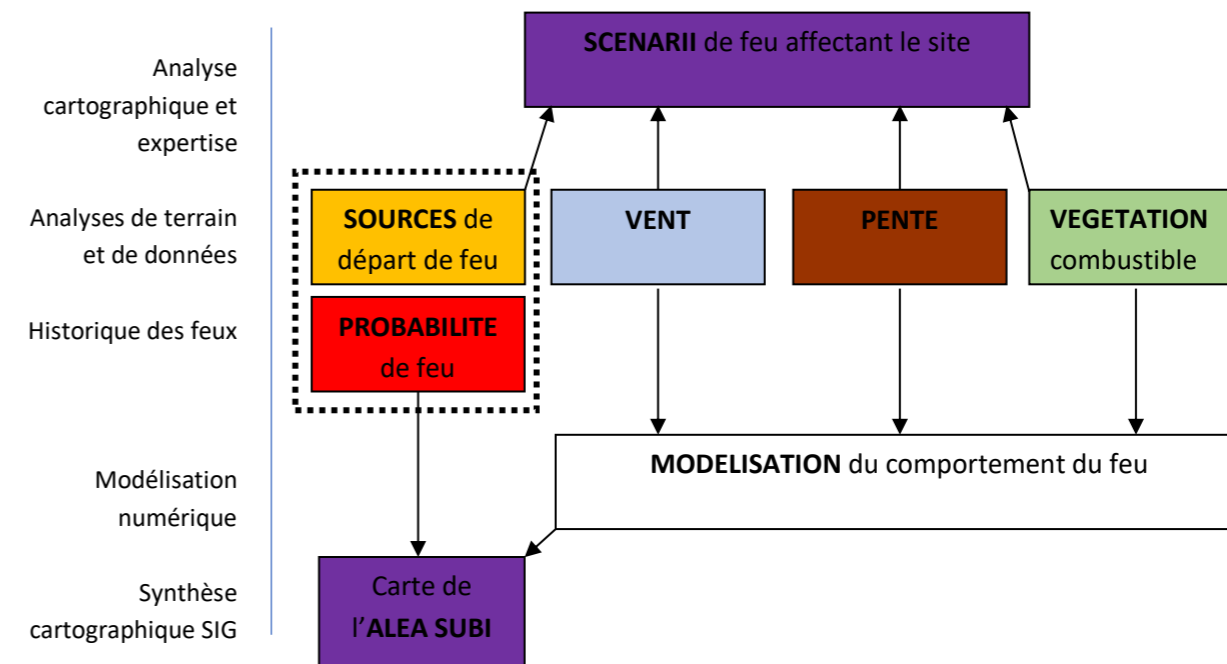 SCENARII de feu affectant le site
Analyse
cartographique et
expertise
Analyses de terrain
et de données
SOURCES de
départ de feu
VENT
PENTE
VEGETATION
combustible
Historique des feux
PROBABILITE
de feu
MODELISATION du comportement du feu
Modélisation
numérique
Synthèse
cartographique SIG
Carte de
l’ALEA SUBI